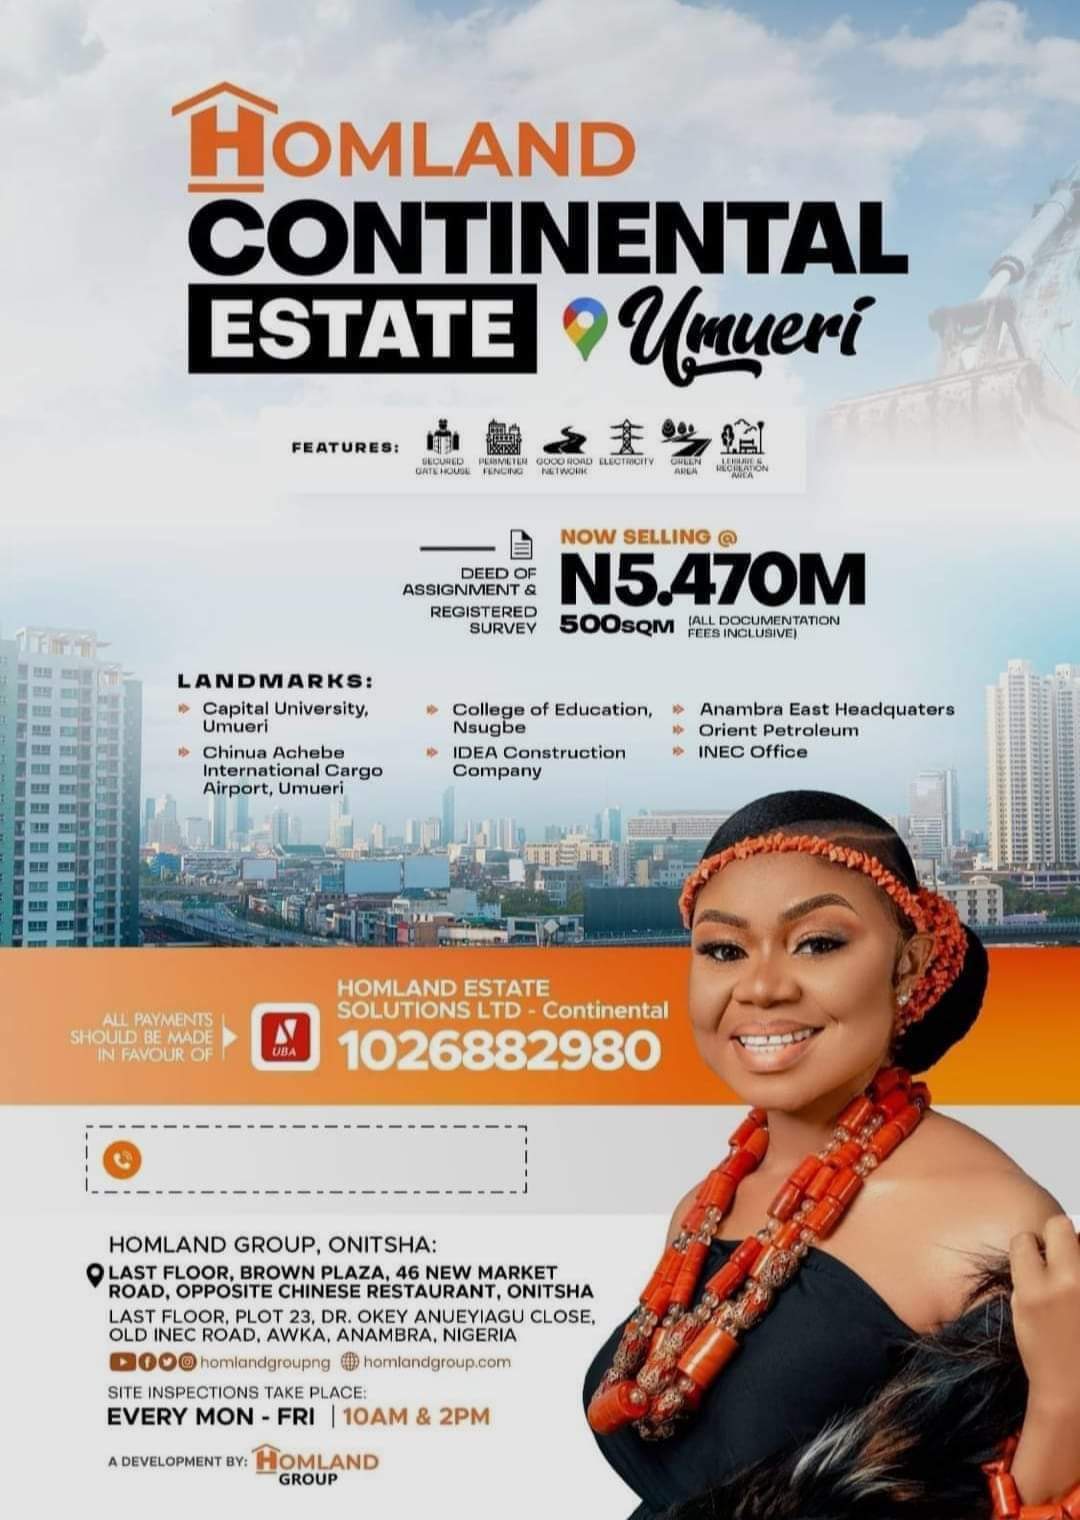 HOMLAND
CONTINENTAL
ESTATE Umueri
FEATURES:
SECURED
GATE HOUSE
PERIMETER
FENCING
GOOD ROAD
NETWORK
ELECTRICITY
GREEN
AREA
LEISURE &
RECREATION
AREA
DEED OF
ASSIGNMENT &
REGISTERED
SURVEY
NOW SELLING @
N5.470M
500SQM
(ALL DOCUMENTATION
FEES INCLUSIVE)
LANDMARKS:
Capital University,
Umueri
Chinua Achebe
International Cargo
Airport, Umueri
College of Education,
Nsugbe
IDEA Construction
Company
Anambra East Headquaters
Orient Petroleum
INEC Office
ALL PAYMENTS
SHOULD BE MADE
IN FAVOUR OF
UBA
HOMLAND ESTATE
SOLUTIONS LTD - Continental
1026882980
HOMLAND GROUP, ONITSHA:
LAST FLOOR, BROWN PLAZA, 46 NEW MARKET
ROAD, OPPOSITE CHINESE RESTAURANT, ONITSHA
LAST FLOOR, PLOT 23, DR. OKEY ANUEYIAGU CLOSE,
OLD INEC ROAD, AWKA, ANAMBRA, NIGERIA
homlandgroupng homlandgroup.com
SITE INSPECTIONS TAKE PLACE:
EVERY MON - FRI | 10AM & 2PM
A DEVELOPMENT BY: HOMLAND
GROUP